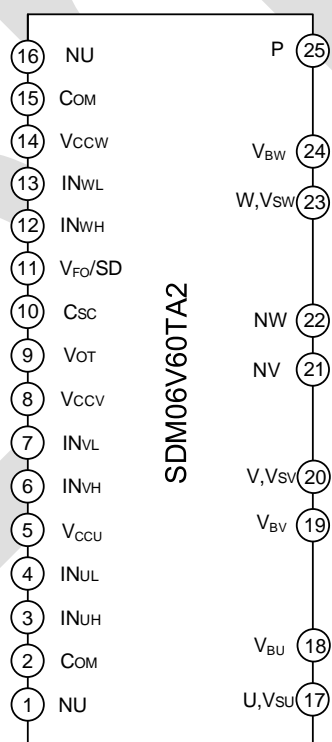 16 NU
15 COM
14 VCCW
13 INWL
12 INWH
11 VFO/SD
10 CSC
9 VOT
8 VCCV
7 INVL
6 INVH
5 VCCU
4 INUL
3 INUH
2 COM
1 NU
SDM06V60TA2
P 25
VBW 24
W,VSW 23
NW 22
NV 21
V,VSV 20
VBV 19
VBU 18
U,VSU 17